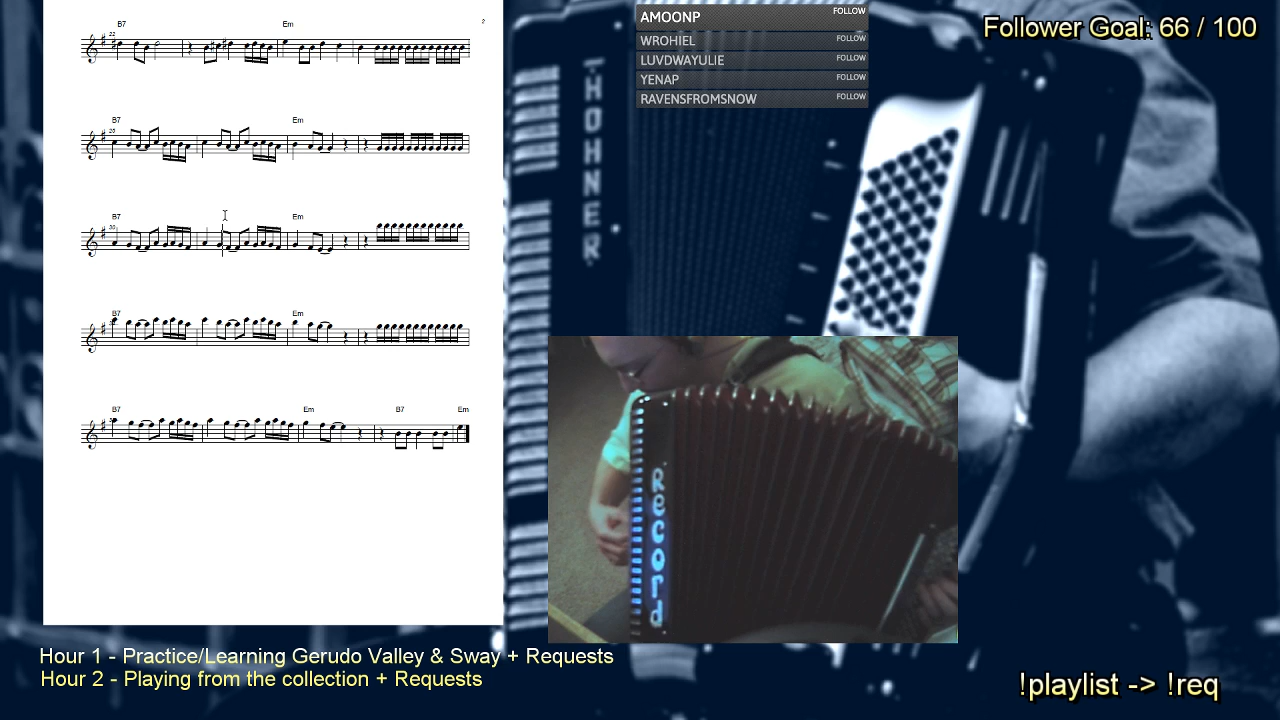 2
B7 Em
22
B7 Em
B7 Em
B7 Em
B7 Em B7 Em
AMOONP FOLLOW
WROHIEL FOLLOW
LUVDWAYULIE FOLLOW
YENAP FOLLOW
RAVENSFROMSNOW FOLLOW
Follower Goal: 66 / 100
HOHNER
Record
Hour 1 - Practice/Learning Gerudo Valley & Sway + Requests
Hour 2 - Playing from the collection + Requests
!playlist -> !req